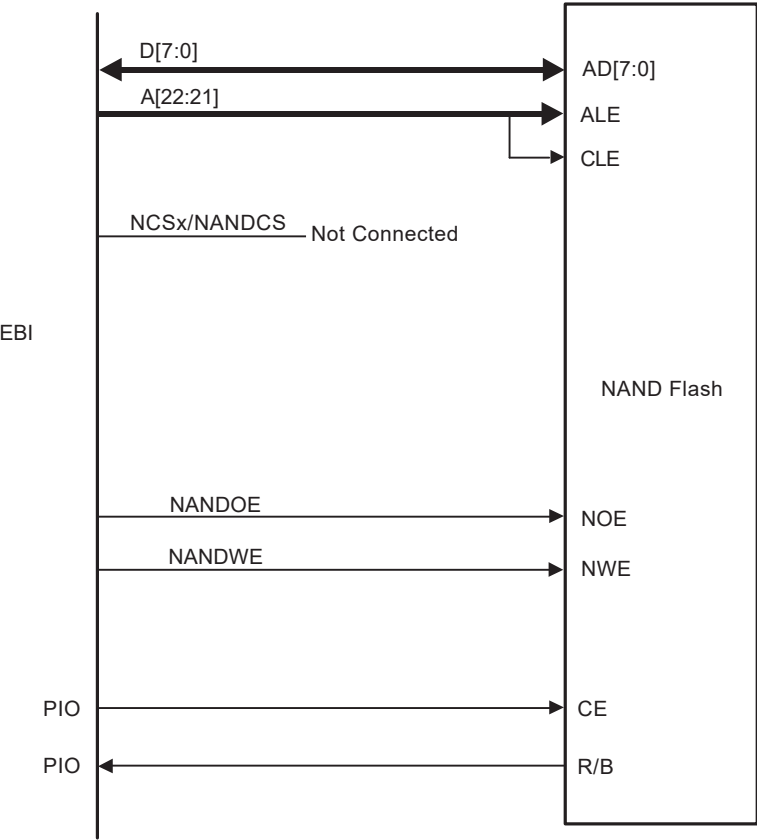 D[7:0]
AD[7:0]
A[22:21]
ALE
CLE
NCSx/NANDCS
Not Connected
EBI
NAND Flash
NANDOE
NOE
NANDWE
NWE
PIO
CE
PIO
R/B